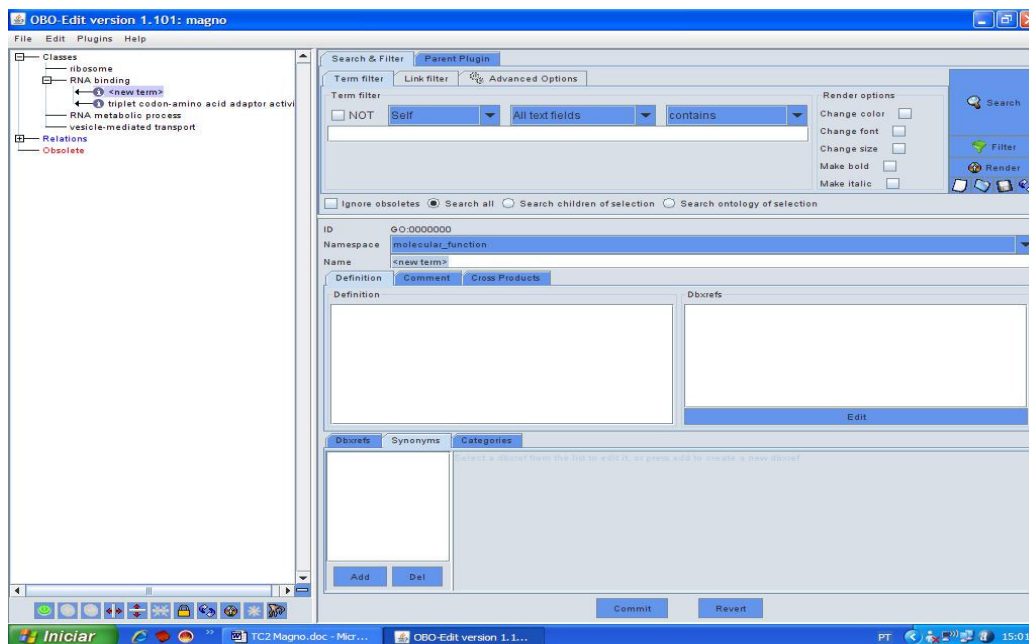 OBO-Edit version 1.101: magno
File Edit Plugins Help
Classes
ribosome
RNA binding
<new term>
triplet codon-amino acid adaptor activi
RNA metabolic process
vesicle-mediated transport
Relations
Obsolete
Search & Filter Parent Plugin
Term filter Link filter Advanced Options
Term filter
NOT Self All text fields contains
Render options
Change color
Change font
Change size
Make bold
Make italic
Search
Filter
Render
Ignore obsoletes Search all Search children of selection Search ontology of selection
ID GO:0000000
Namespace molecular_function
Name <new term>
Definition Comment Cross Products
Definition
Dbxrefs
Edit
Dbxrefs Synonyms Categories
Select a dbxref from the list to edit it, or press add to create a new dbxref
Add Del
Commit Revert
Iniciar TC2 Magno.doc - Micr... OBO-Edit version 1.1... PT 15:01